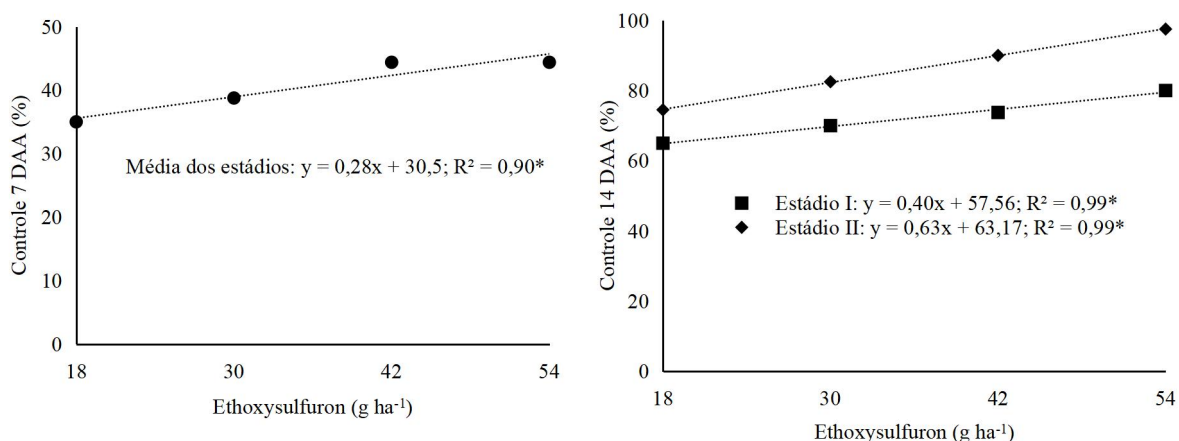 Controle 7 DAA (%)
50
40
30
20
10
0
Média dos estádios: y = 0,28x + 30,5; R² = 0,90*
18 30 42 54
Ethoxysulfuron (g ha⁻¹)
Controle 14 DAA (%)
100
80
60
40
20
0
Estádio I: y = 0,40x + 57,56; R² = 0,99*
Estádio II: y = 0,63x + 63,17; R² = 0,99*
18 30 42 54
Ethoxysulfuron (g ha⁻¹)